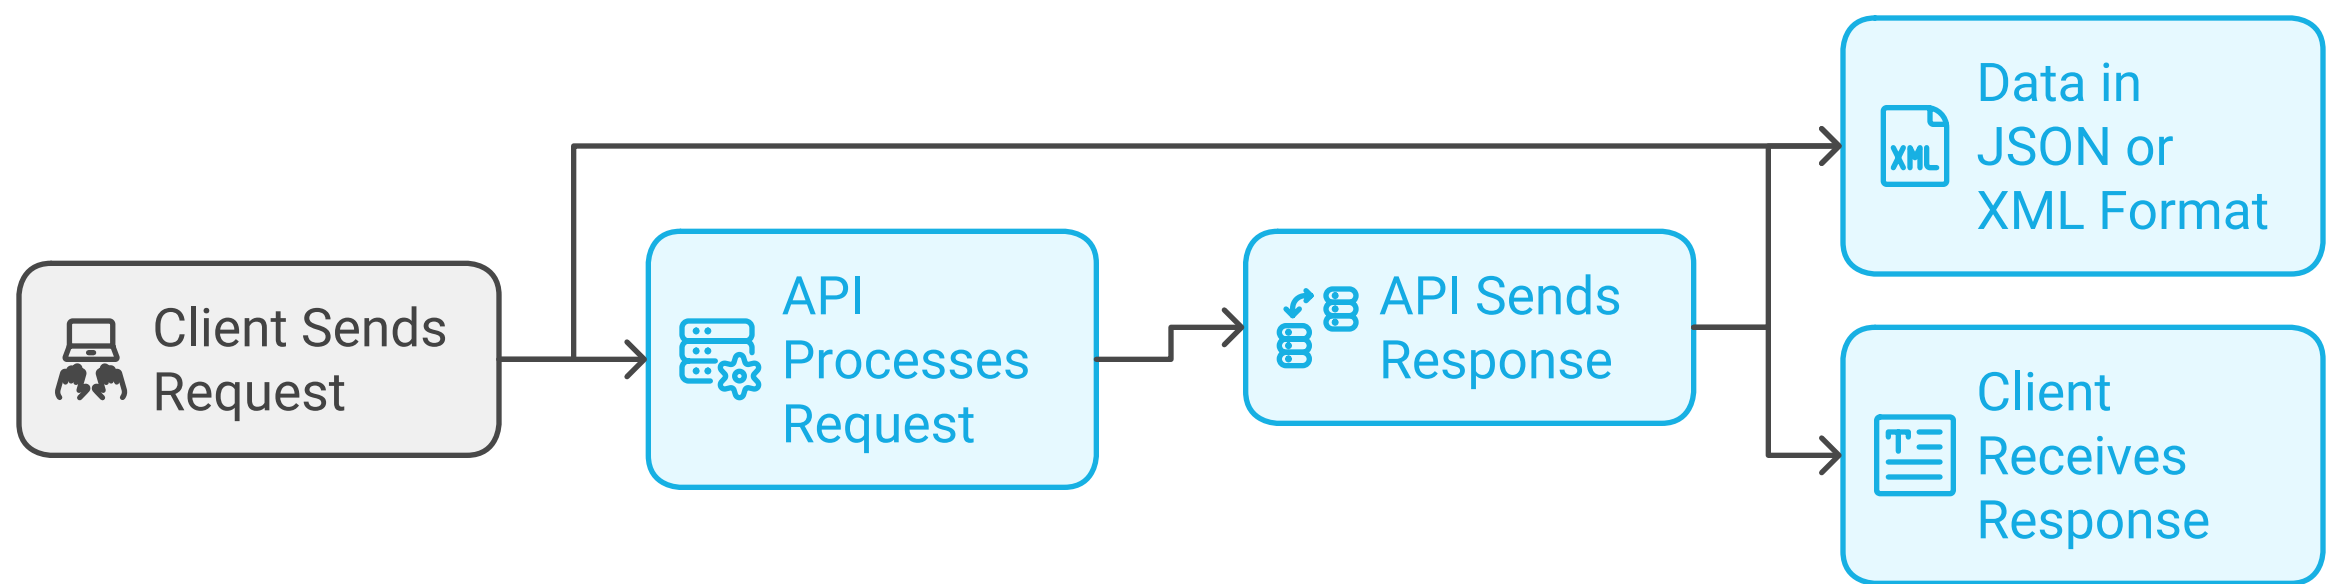 Client Sends
Request
API
Processes
Request
API Sends
Response
XML
Data in
JSON or
XML Format
T
Client
Receives
Response